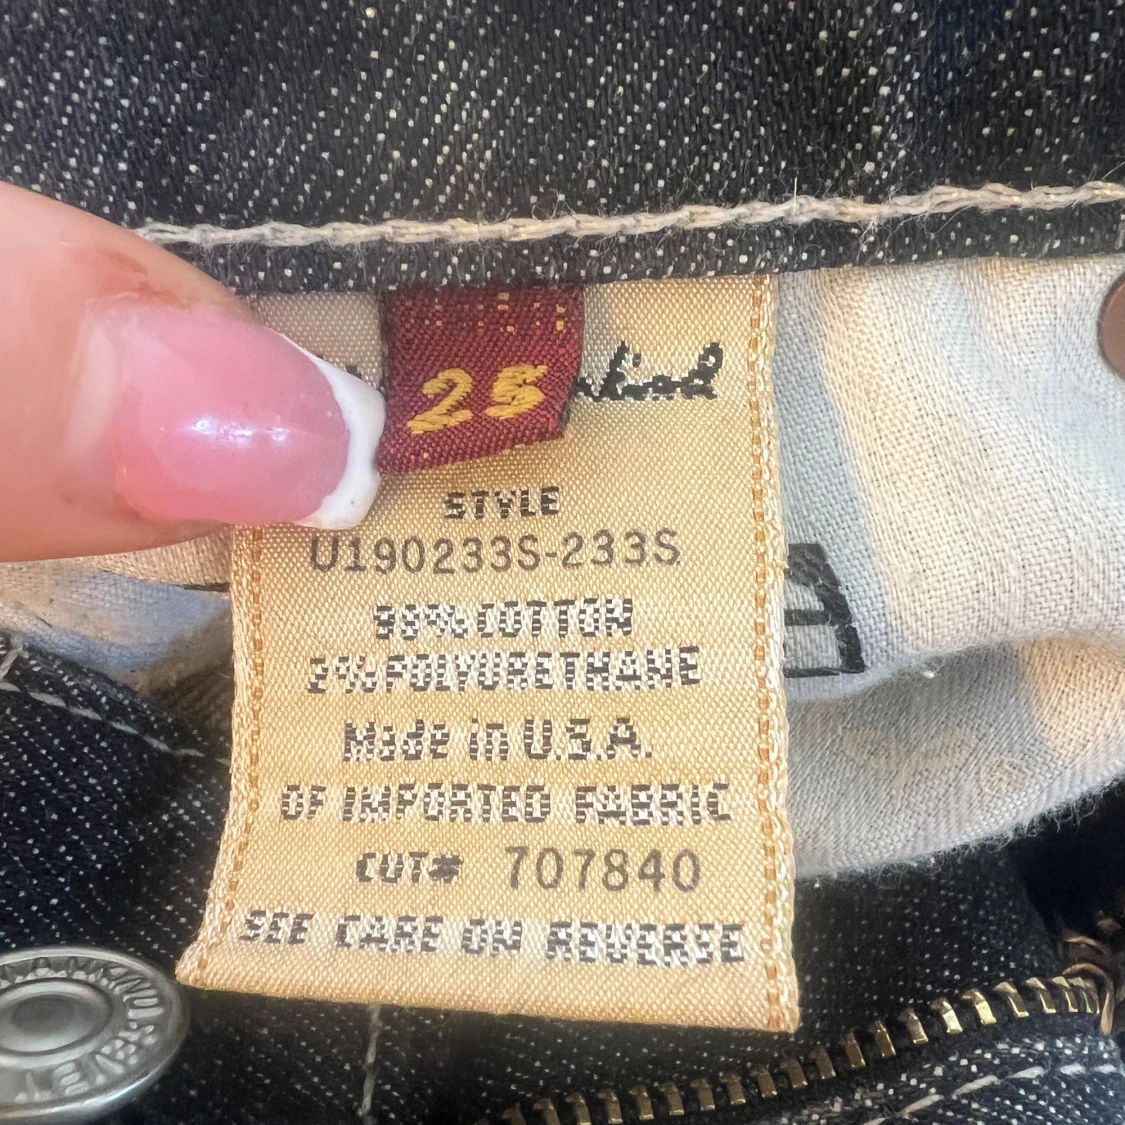 25
STYLE
U190233S-233S
98% COTTON
2% POLYURETHANE
Made in U.S.A.
OF IMPORTED FABRIC
CUT# 707840
SEE CARE ON REVERSE